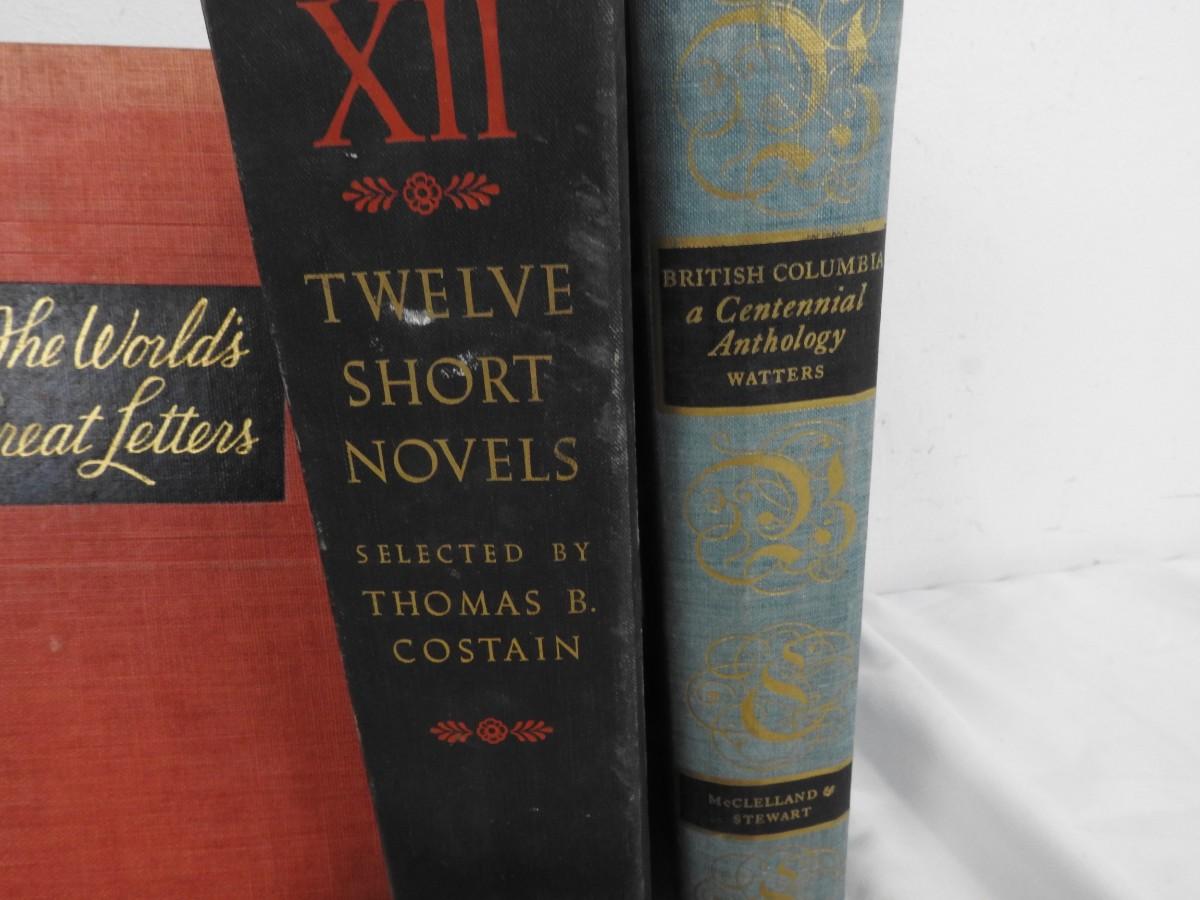 The World's
Great Letters
XII
TWELVE
SHORT
NOVELS
SELECTED BY
THOMAS B.
COSTAIN
BRITISH COLUMBIA
a Centennial
Anthology
WATTERS
B
C
McCLELLAND &
STEWART